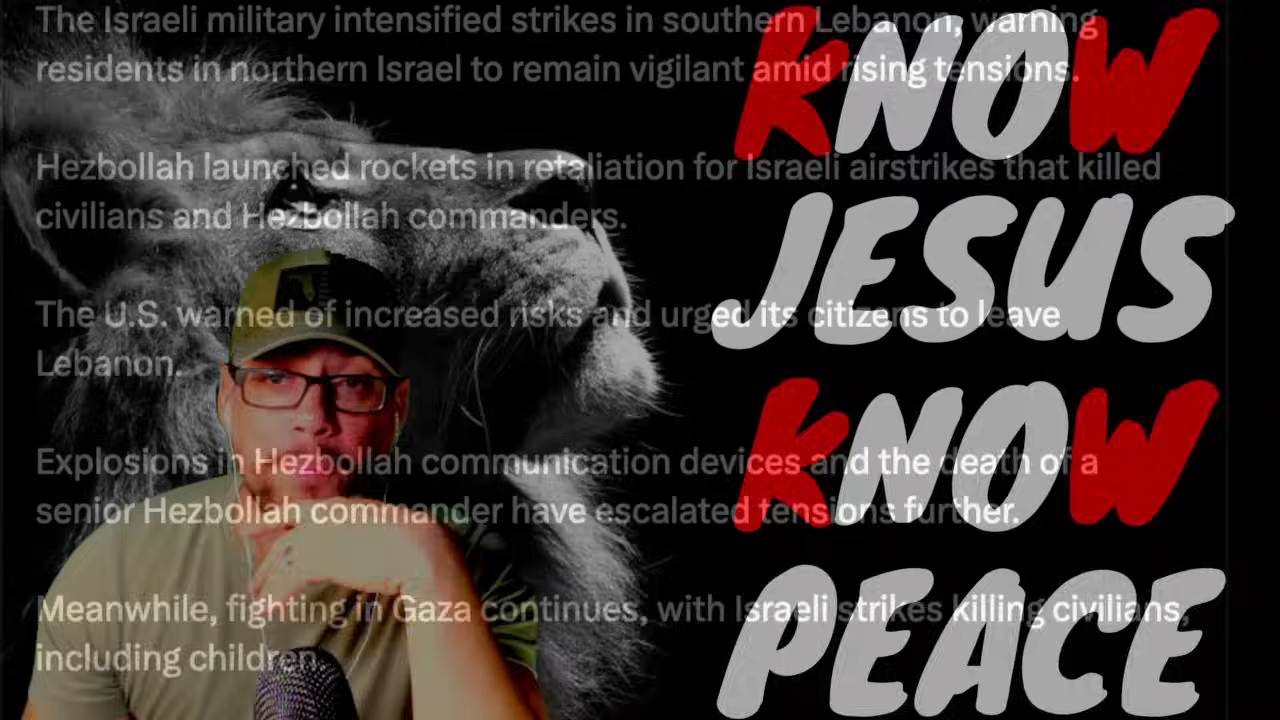 The Israeli military intensified strikes in southern Lebanon, warning
residents in northern Israel to remain vigilant amid rising tensions.
Hezbollah launched rockets in retaliation for Israeli airstrikes that killed
civilians and Hezbollah commanders.
The U.S. warned of increased risks and urged its citize is to leave
Lebanon.
Explosions in Hezbollah communication devices and the death of a
senior Hezbollah commander have escalated tensions further.
Meanwhile, fighting in Gaza continues, with Israeli strikes killing civilians,
including children.
KNOW
JESUS
KNOW
PEACE